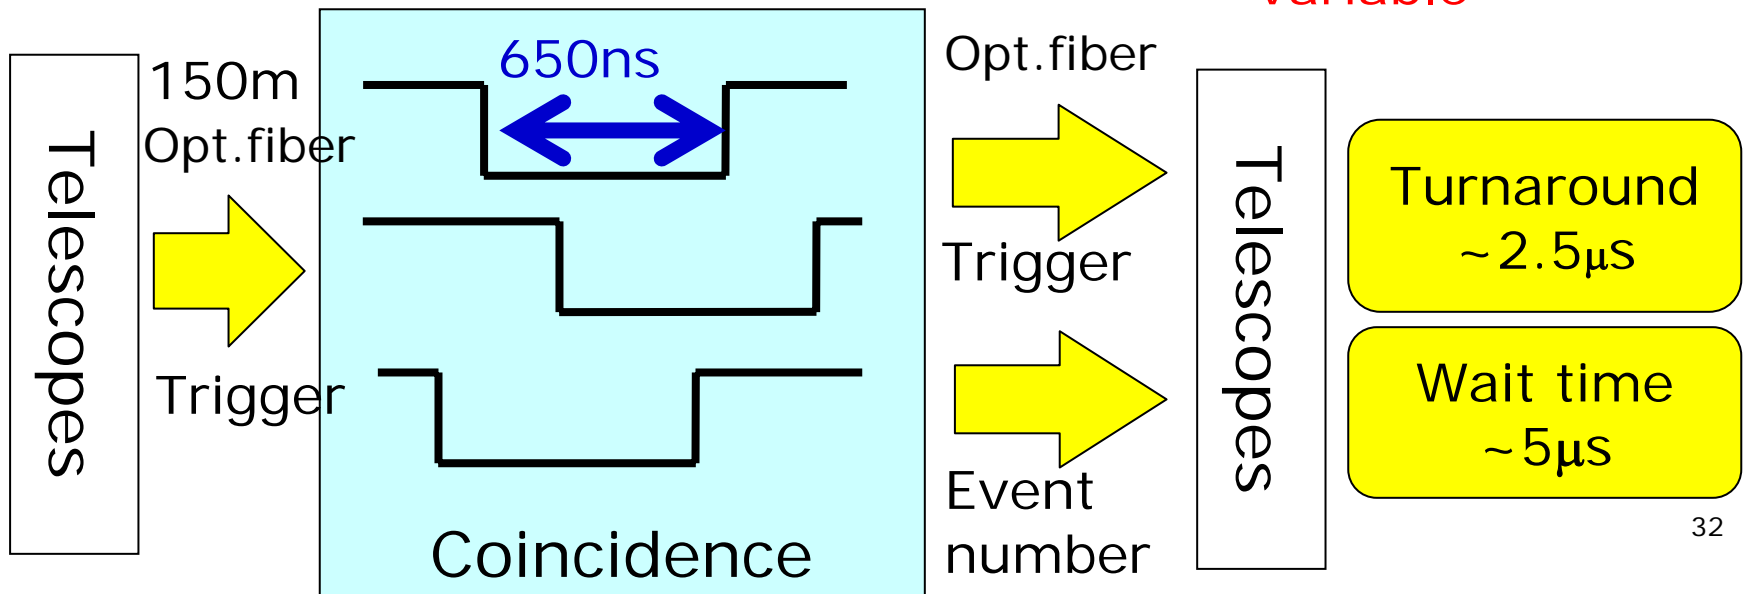 variable
Telescopes
150m
Opt.fiber
Trigger
650ns
Coincidence
Opt.fiber
Trigger
Event
number
Telescopes
Turnaround
~2.5μs
Wait time
~5μs
32